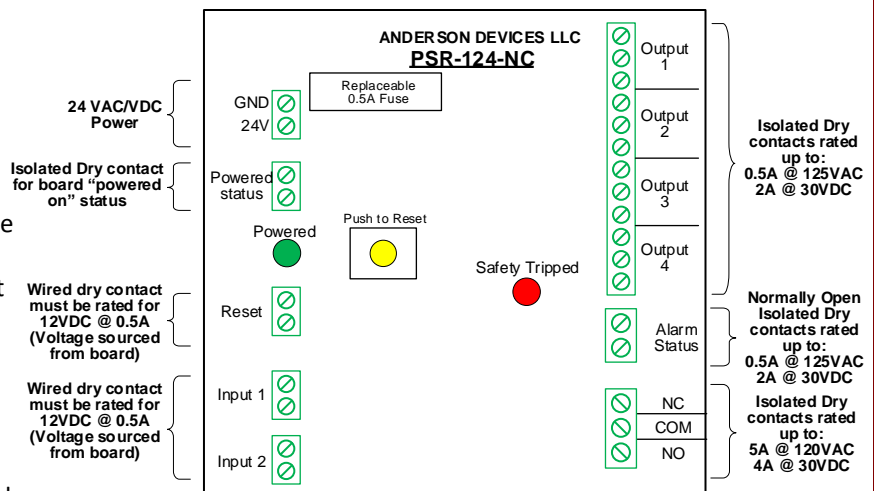 ANDERSON DEVICES LLC
PSR-124-NC
Replaceable
0.5A Fuse
24 VAC/VDC
Power
GND
24V
Isolated Dry contact
for board “powered
on” status
Powered
status
Powered
Push to Reset
Safety Tripped
Wired dry contact
must be rated for
12VDC @ 0.5A
(Voltage sourced
from board)
Reset
Wired dry contact
must be rated for
12VDC @ 0.5A
(Voltage sourced
from board)
Input 1
Input 2
Output
1
Output
2
Output
3
Output
4
Isolated Dry
contacts rated
up to:
0.5A @ 125VAC
2A @ 30VDC
Alarm
Status
Normally Open
Isolated Dry
contacts rated
up to:
0.5A @ 125VAC
2A @ 30VDC
NC
COM
NO
Isolated Dry
contacts rated
up to:
5A @ 120VAC
4A @ 30VDC